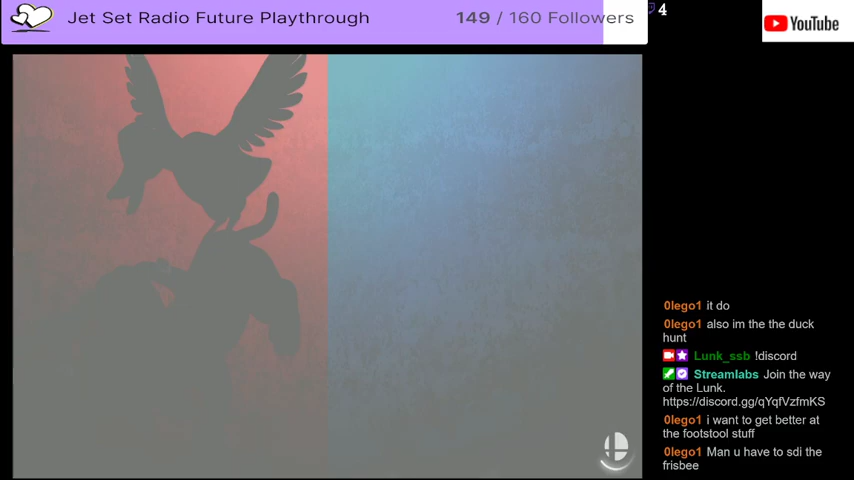 Jet Set Radio Future Playthrough
149 / 160 Followers
4
YouTube
0lego1 it do
0lego1 also im the the duck
hunt
Lunk_ssb !discord
Streamlabs Join the way
of the Lunk.
https://discord.gg/qYqfVzfmKS
0lego1 i want to get better at
the footstool stuff
0lego1 Man u have to sdi the
frisbee